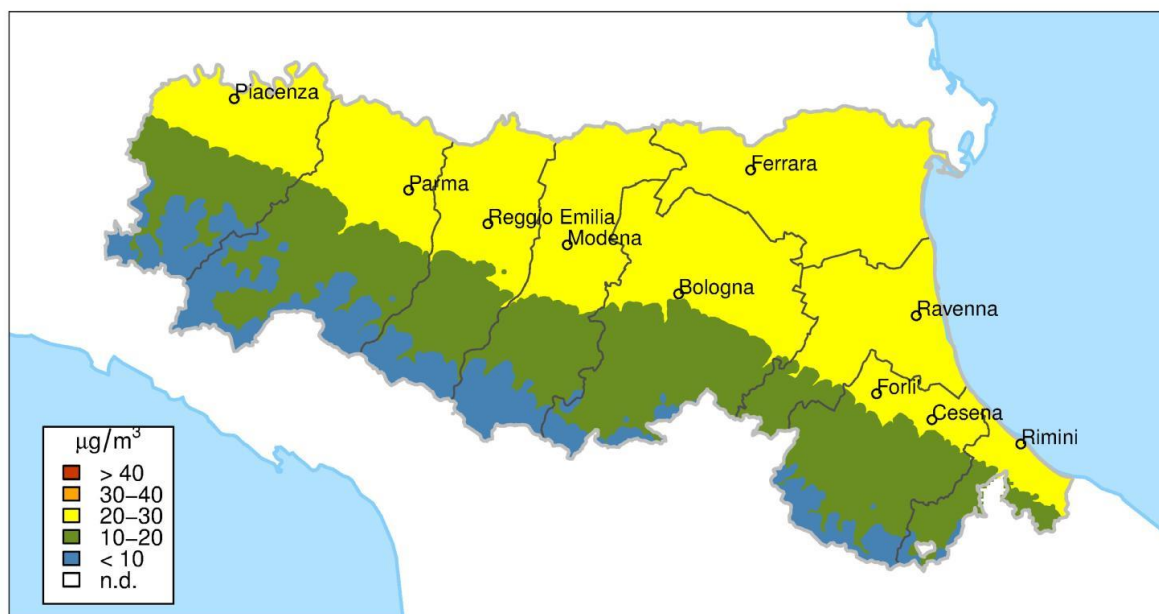 Piacenza
Ferrara
Parma
Reggio Emilia
Modena
Bologna
Ravenna
Forli'
Cesena
Rimini
μg/m³
> 40
30–40
20–30
10–20
< 10
n.d.